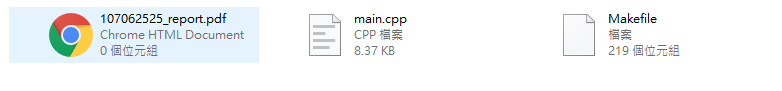 107062525_report.pdf
Chrome HTML Document
0 個位元組
main.cpp
CPP 檔案
8.37 KB
Makefile
檔案
219 個位元組